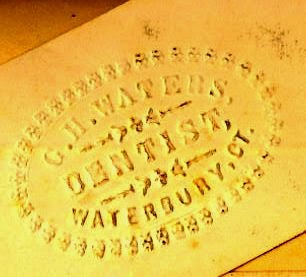 G. H. WATERS,
DENTIST,
WATERBURY, CT.